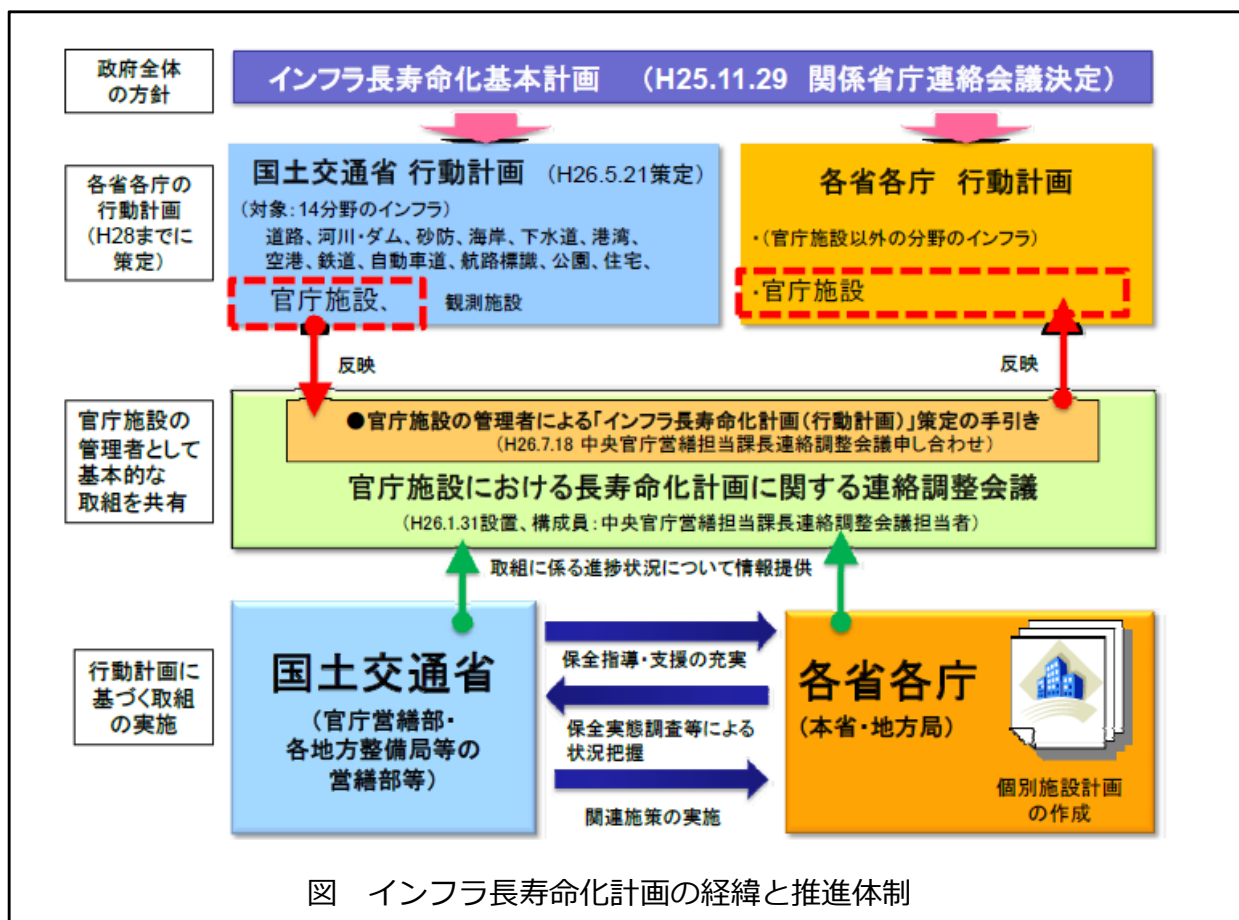 政府全体
の方針
インフラ長寿命化基本計画 (H25.11.29 関係省庁連絡会議決定)
各省各庁の
行動計画
(H28までに
策定)
国土交通省 行動計画 (H26.5.21策定)
(対象:14分野のインフラ)
道路、河川・ダム、砂防、海岸、下水道、港湾、
空港、鉄道、自動車道、航路標識、公園、住宅、
官庁施設、 観測施設
各省各庁 行動計画
・(官庁施設以外の分野のインフラ)
・官庁施設
反映
反映
官庁施設の
管理者として
基本的な
取組を共有
●官庁施設の管理者による「インフラ長寿命化計画(行動計画)」策定の手引き
(H26.7.18 中央官庁営繕担当課長連絡調整会議申し合わせ)
官庁施設における長寿命化計画に関する連絡調整会議
(H26.1.31設置、構成員:中央官庁営繕担当課長連絡調整会議担当者)
取組に係る進捗状況について情報提供
行動計画に
基づく取組
の実施
国土交通省
(官庁営繕部・
各地方整備局等の
営繕部等)
保全指導・支援の充実
保全実態調査等による
状況把握
関連施策の実施
各省各庁
(本省・地方局)
個別施設計画
の作成
図 インフラ長寿命化計画の経緯と推進体制